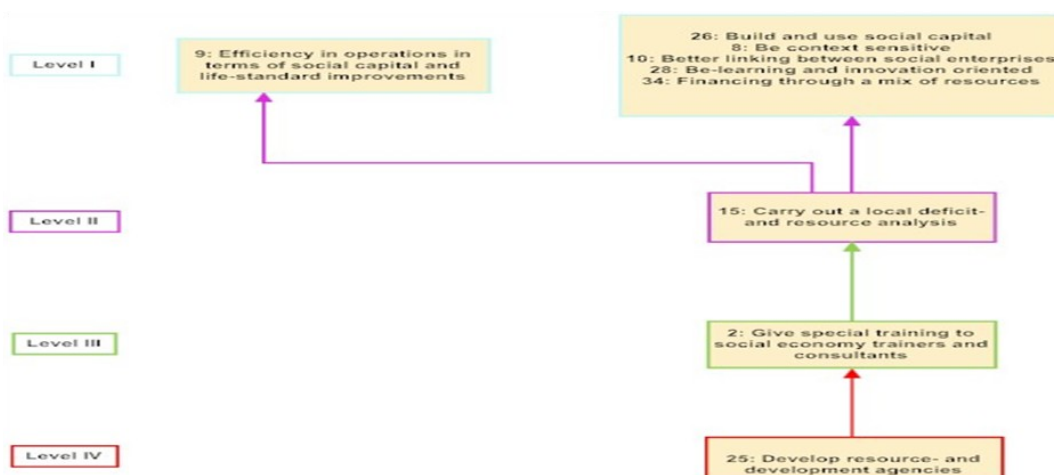 Level I
9: Efficiency in operations in
terms of social capital and
life-standard improvements
26: Build and use social capital
8: Be context sensitive
10: Better linking between social enterprises
28: Be-learning and innovation oriented
34: Financing through a mix of resources
Level II
15: Carry out a local deficit-
and resource analysis
Level III
2: Give special training to
social economy trainers and
consultants
Level IV
25: Develop resource- and
development agencies